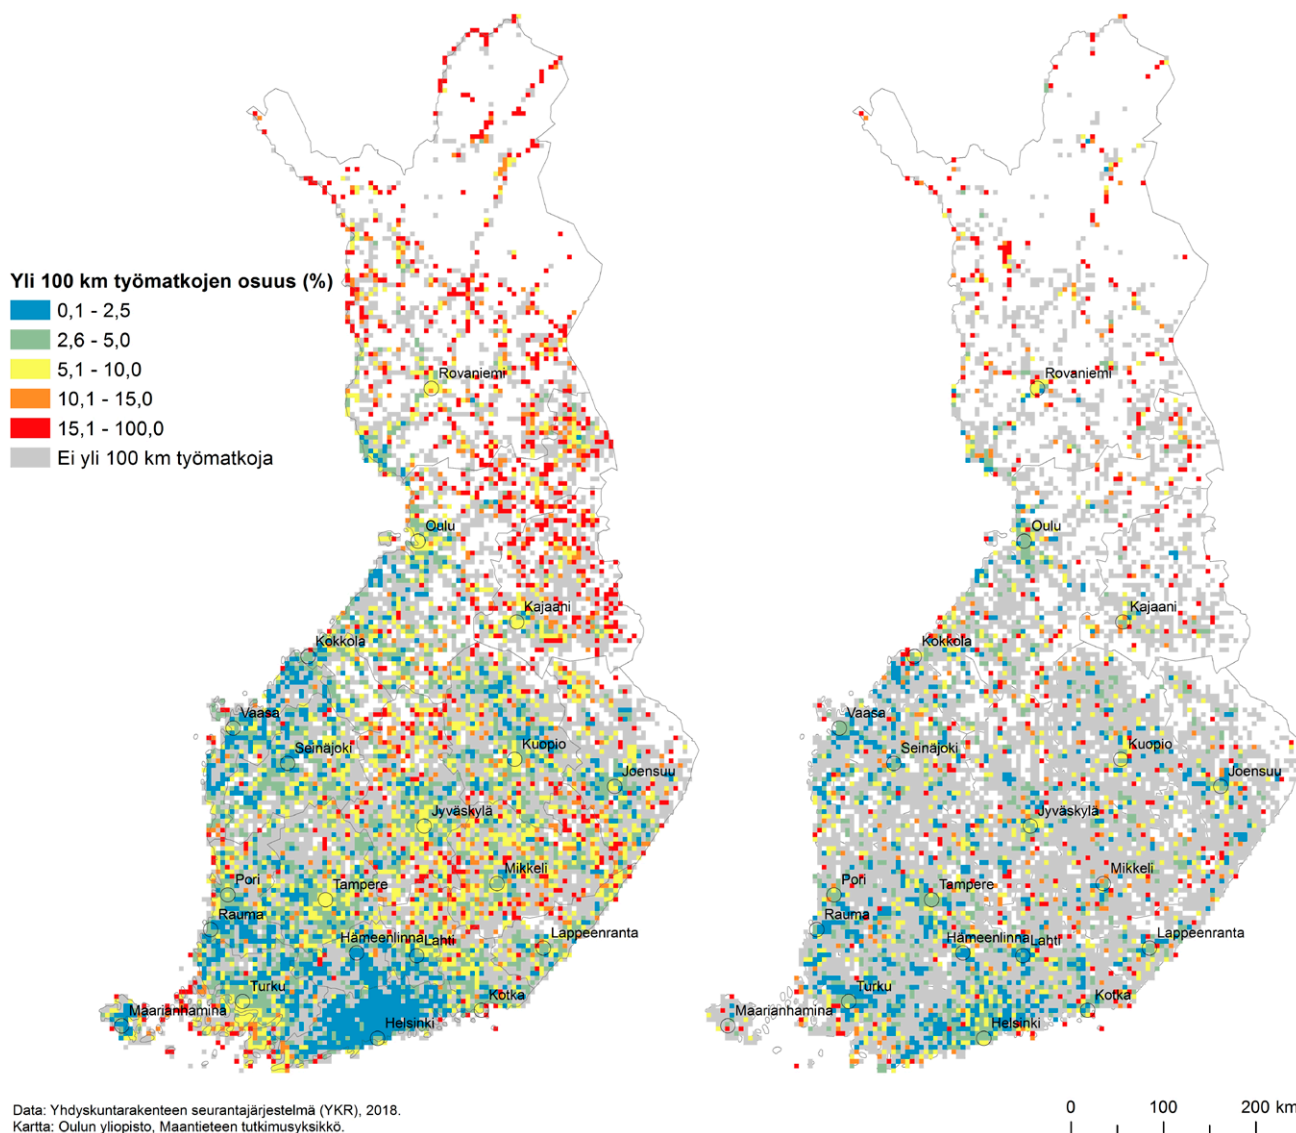 Yli 100 km työmatkojen osuus (%)
0,1 - 2,5
2,6 - 5,0
5,1 - 10,0
10,1 - 15,0
15,1 - 100,0
Ei yli 100 km työmatkoja
Rovaniemi
Oulu
Kajaani
Kokkola
Vaasa
Seinäjoki
Kuopio
Joensuu
Jyväskylä
Mikkeli
Pori
Tampere
Rauma
Hämeenlinna
Lahti
Lappeenranta
Turku
Kotka
Maarianhamina
Helsinki
Rovaniemi
Oulu
Kajaani
Kokkola
Vaasa
Seinäjoki
Kuopio
Joensuu
Jyväskylä
Mikkeli
Pori
Tampere
Rauma
Hämeenlinna
Lahti
Lappeenranta
Turku
Kotka
Maarianhamina
Helsinki
Data: Yhdyskuntarakenteen seurantajärjestelmä (YKR), 2018.
Kartta: Oulun yliopisto, Maantieteen tutkimusyksikkö.
0 100 200 km